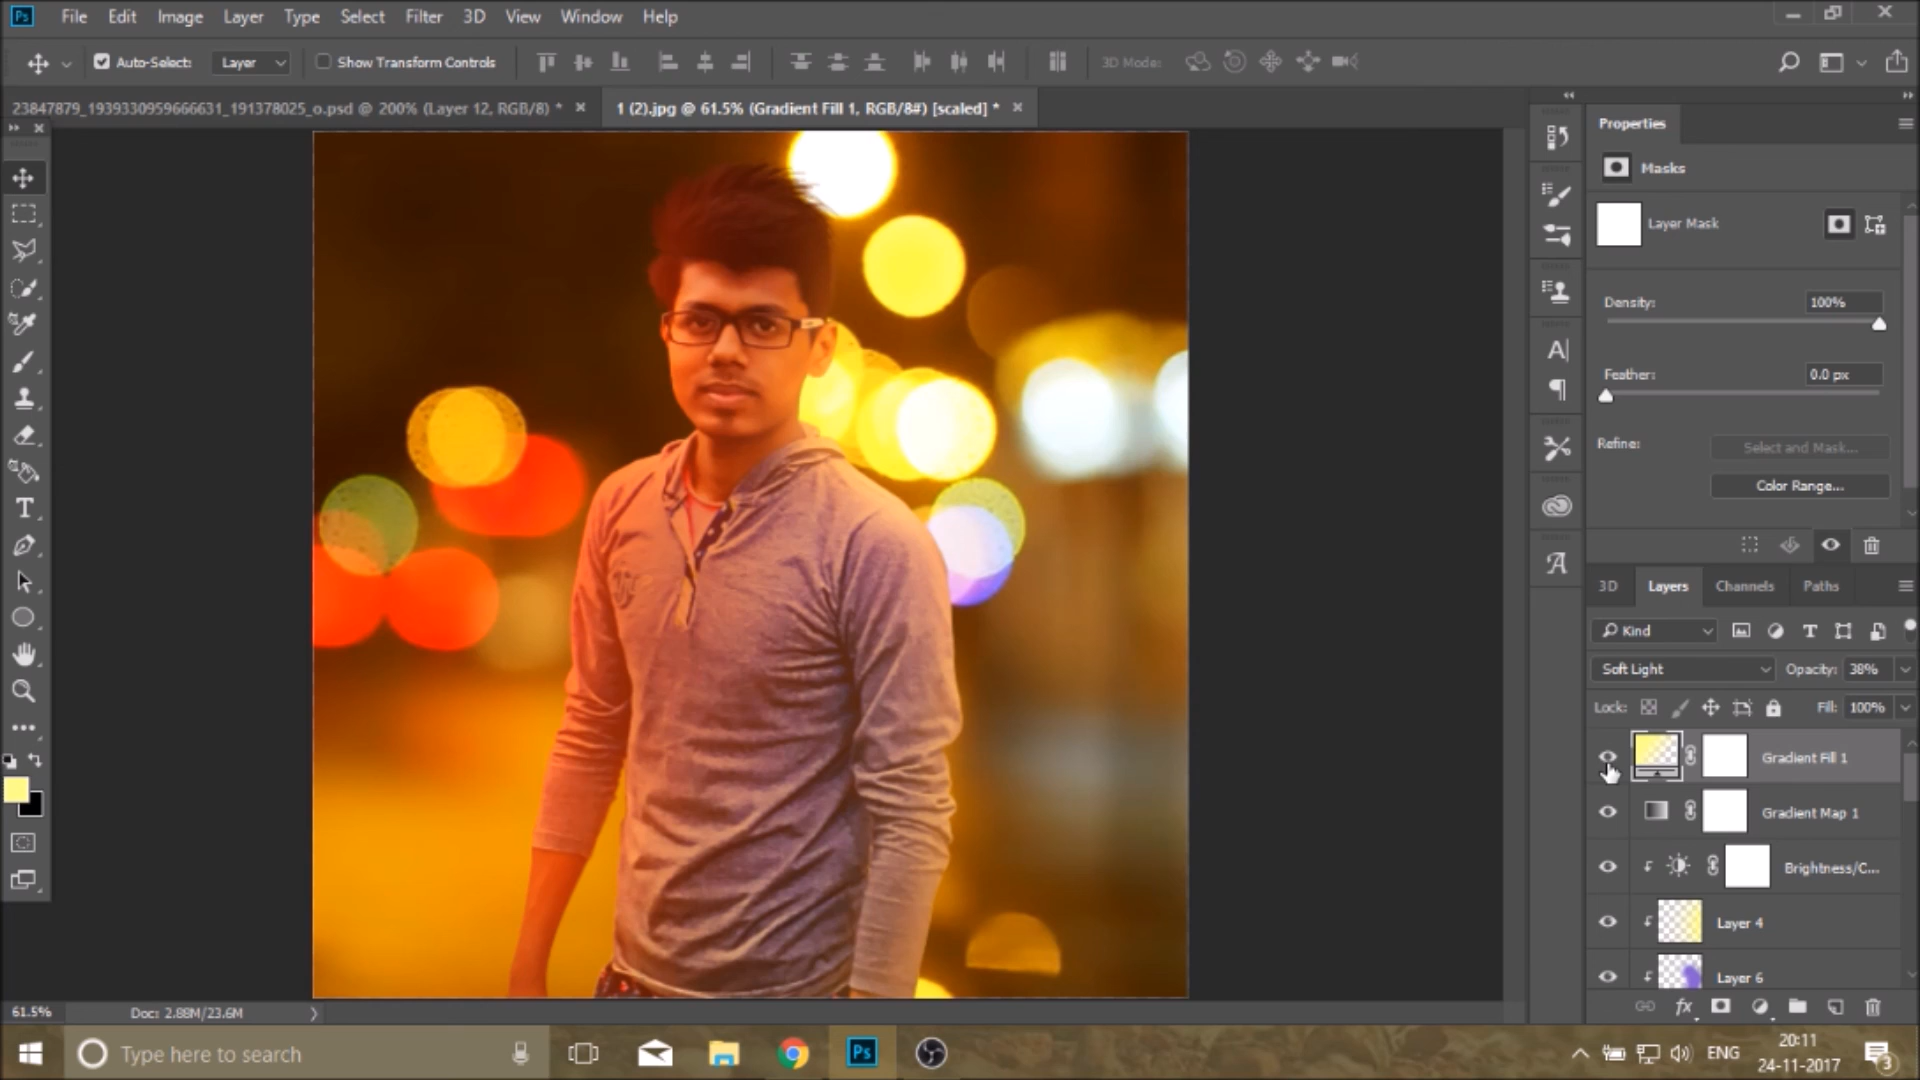 Ps File Edit Image Layer Type Select Filter 3D View Window Help
Auto-Select: Layer Show Transform Controls 3D Mode:
23847879_1939330959666631_191378025_o.psd @ 200% (Layer 12, RGB/8) * × 1 (2).jpg @ 61.5% (Gradient Fill 1, RGB/8#) [scaled] * ×
Properties
Masks
Layer Mask
Density: 100%
Feather: 0.0 px
Refine: Select and Mask...
Color Range...
3D Layers Channels Paths
Kind
Soft Light Opacity: 38%
Lock: Fill: 100%
Gradient Fill 1
Gradient Map 1
Brightness/C...
Layer 4
Layer 6
61.5% Doc: 2.88M/23.6M
Type here to search
Ps
ENG
20:11
24-11-2017
3